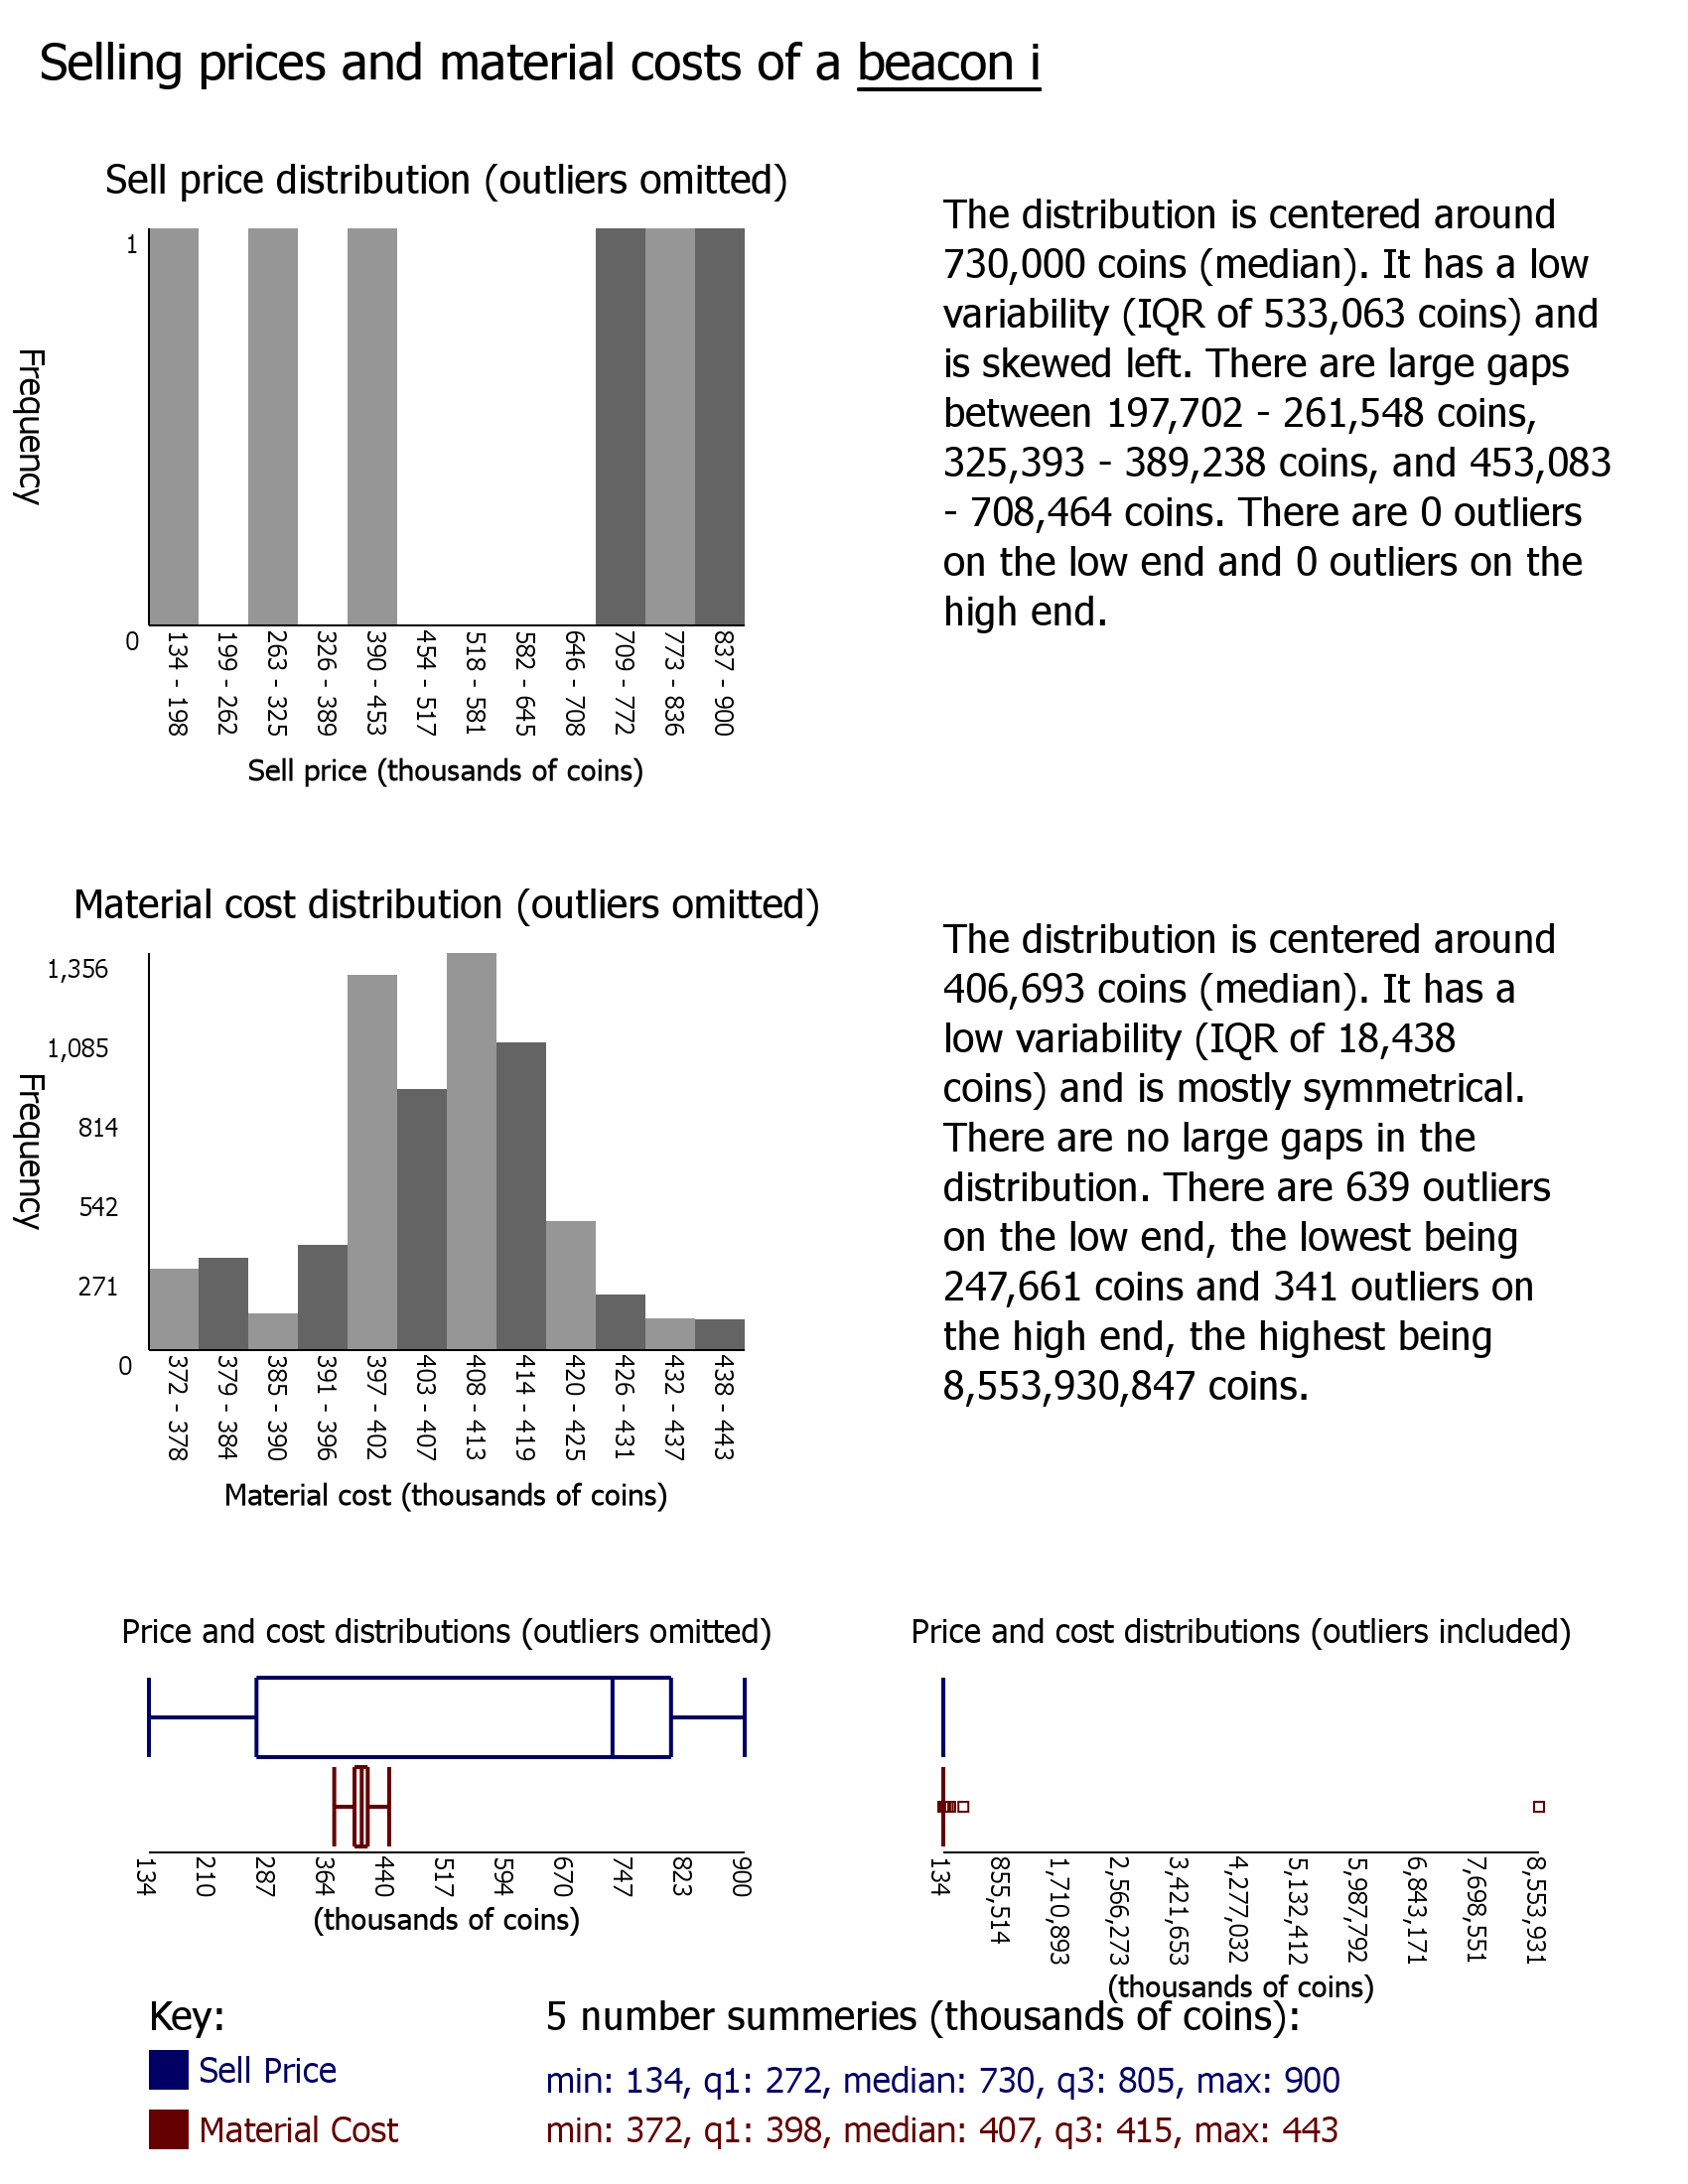 Selling prices and material costs of a beacon i
Sell price distribution (outliers omitted)
Frequency
1
0
134 - 198
199 - 262
263 - 325
326 - 389
390 - 453
454 - 517
518 - 581
582 - 645
646 - 708
709 - 772
773 - 836
837 - 900
Sell price (thousands of coins)
The distribution is centered around
730,000 coins (median). It has a low
variability (IQR of 533,063 coins) and
is skewed left. There are large gaps
between 197,702 - 261,548 coins,
325,393 - 389,238 coins, and 453,083
- 708,464 coins. There are 0 outliers
on the low end and 0 outliers on the
high end.
Material cost distribution (outliers omitted)
Frequency
1,356
1,085
814
542
271
0
372 - 378
379 - 384
385 - 390
391 - 396
397 - 402
403 - 407
408 - 413
414 - 419
420 - 425
426 - 431
432 - 437
438 - 443
Material cost (thousands of coins)
The distribution is centered around
406,693 coins (median). It has a
low variability (IQR of 18,438
coins) and is mostly symmetrical.
There are no large gaps in the
distribution. There are 639 outliers
on the low end, the lowest being
247,661 coins and 341 outliers on
the high end, the highest being
8,553,930,847 coins.
Price and cost distributions (outliers omitted)
134
210
287
364
440
517
594
670
747
823
900
(thousands of coins)
Price and cost distributions (outliers included)
134
855,514
1,710,893
2,566,273
3,421,653
4,277,032
5,132,412
5,987,792
6,843,171
7,698,551
8,553,931
(thousands of coins)
Key:
Sell Price
Material Cost
5 number summeries (thousands of coins):
min: 134, q1: 272, median: 730, q3: 805, max: 900
min: 372, q1: 398, median: 407, q3: 415, max: 443